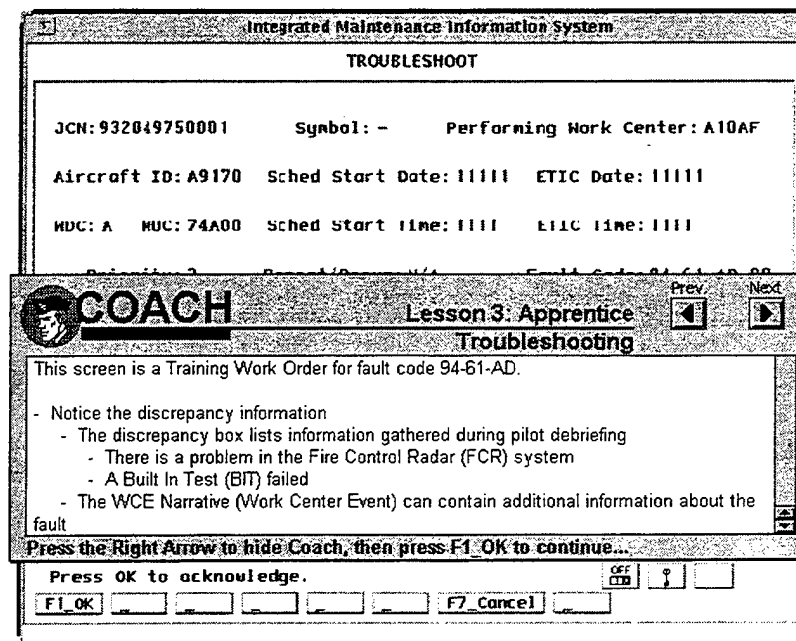 Integrated Maintenance Information System
TROUBLESHOOT
JCN: 932049750001 Symbol: - Performing Work Center: A10AF
Aircraft ID: A9170 Sched Start Date: 11111 ETIC Date: 11111
WDC: A WUC: 74A00 Sched Start Time: 1111 ETIC Time: 1111
COACH
Lesson 3: Apprentice
Troubleshooting
Prev. Next
This screen is a Training Work Order for fault code 94-61-AD.
- Notice the discrepancy information
- The discrepancy box lists information gathered during pilot debriefing
- There is a problem in the Fire Control Radar (FCR) system
- A Built In Test (BIT) failed
- The WCE Narrative (Work Center Event) can contain additional information about the
fault
Press the Right Arrow to hide Coach, then press F1_OK to continue...
Press OK to acknowledge.
OFF
F1_OK F7_Cancel